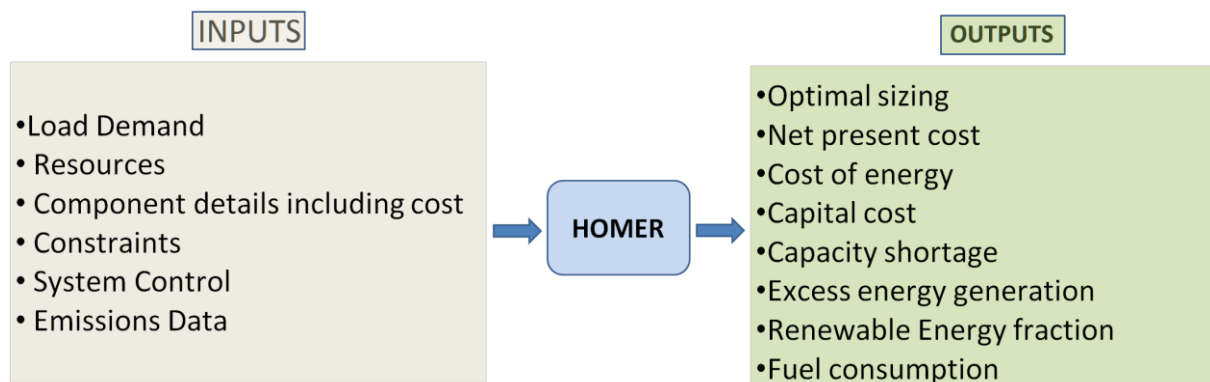 INPUTS
•Load Demand
• Resources
• Component details including cost
• Constraints
• System Control
• Emissions Data
HOMER
OUTPUTS
•Optimal sizing
•Net present cost
•Cost of energy
•Capital cost
•Capacity shortage
•Excess energy generation
•Renewable Energy fraction
•Fuel consumption